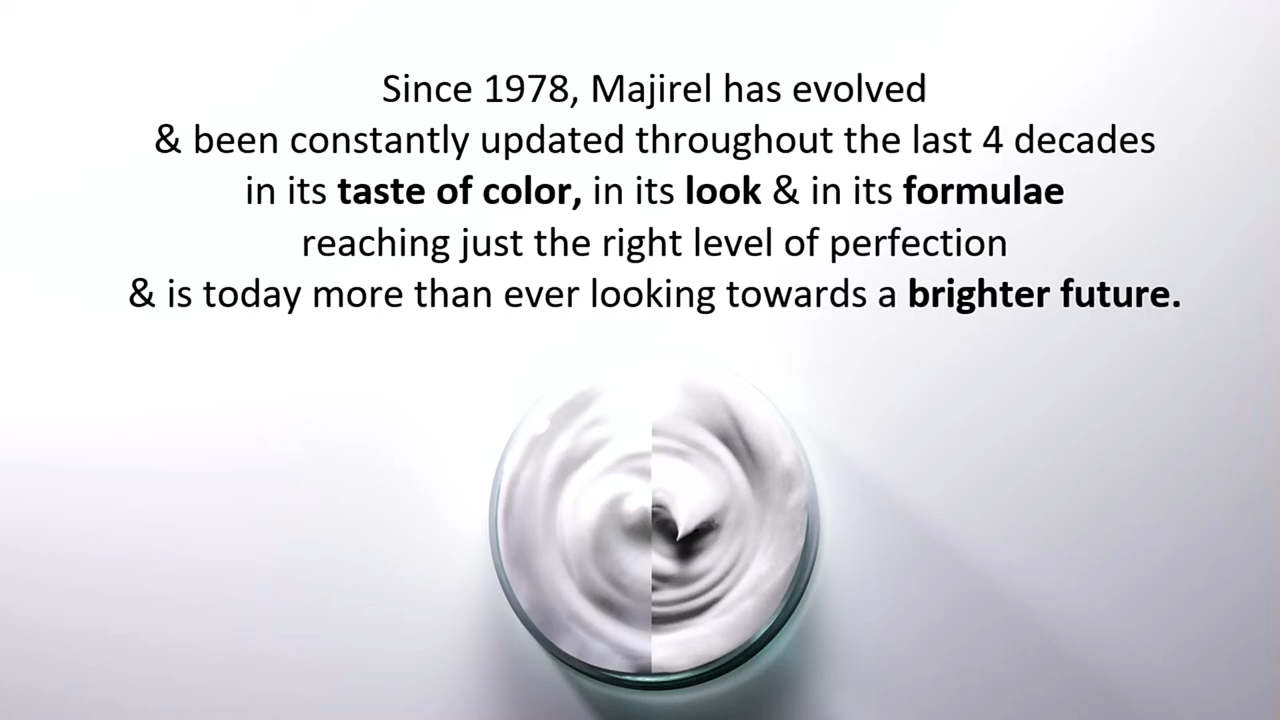 Since 1978, Majirel has evolved
& been constantly updated throughout the last 4 decades
in its taste of color, in its look & in its formulae
reaching just the right level of perfection
& is today more than ever looking towards a brighter future.